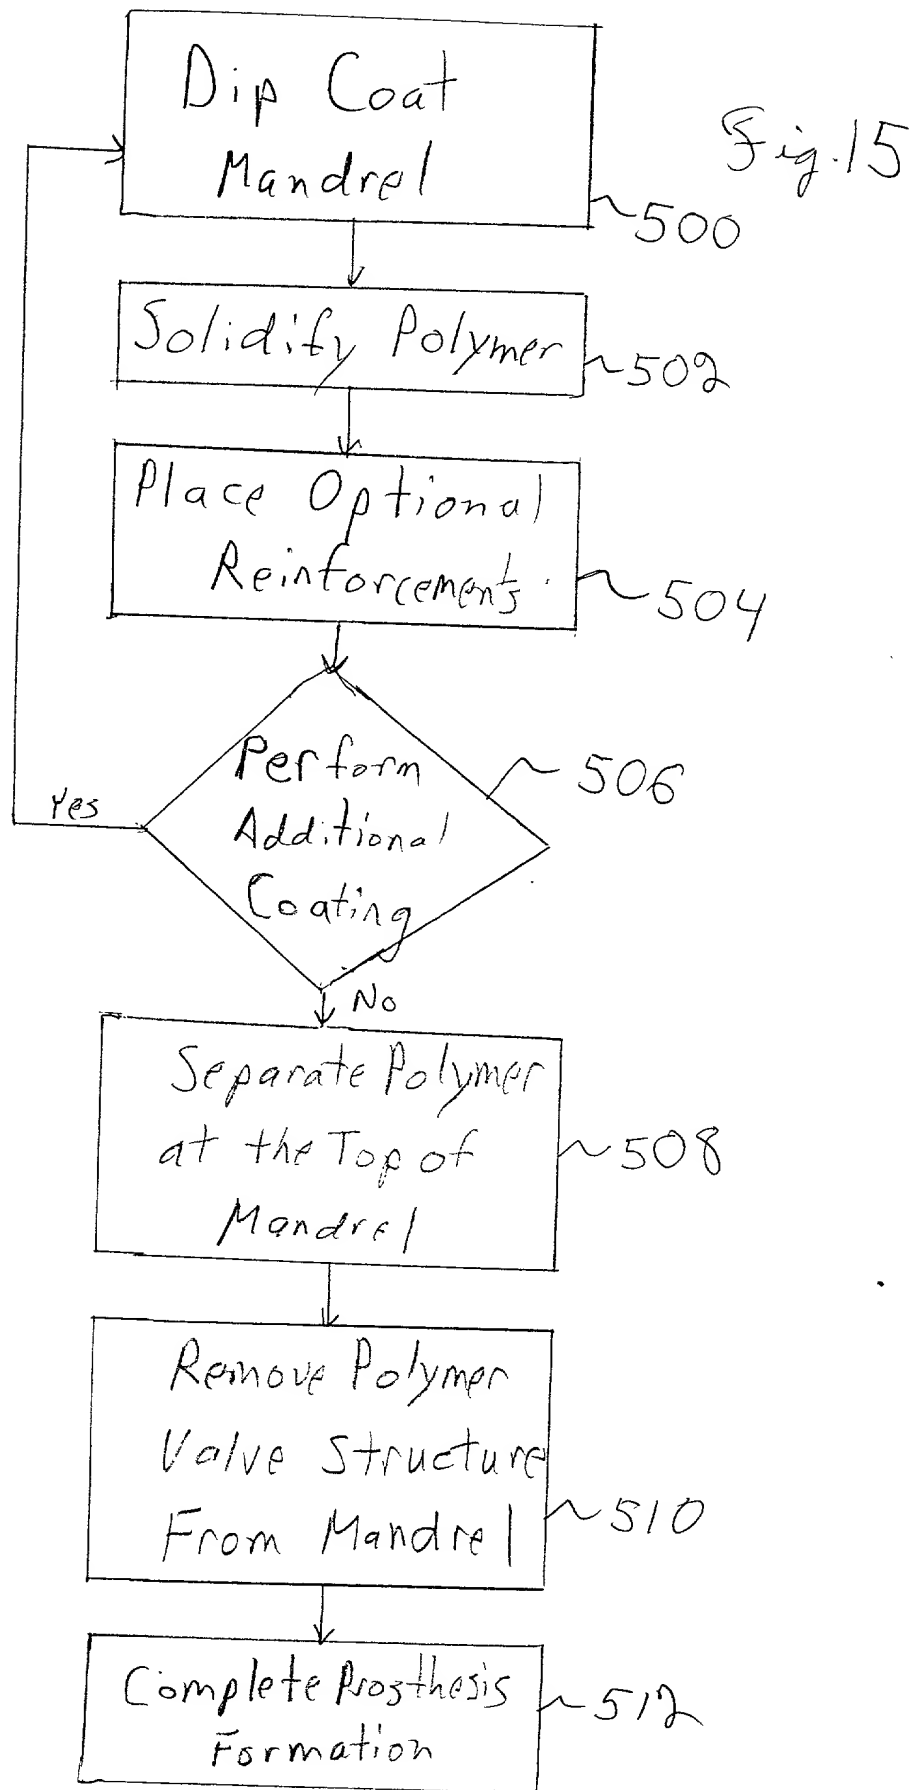 Dip Coat
Mandrel
Fig. 15
500
Solidify Polymer
502
Place Optional
Reinforcements
504
Perform
Additional
Coating
506
Yes
No
Separate Polymer
at the Top of
Mandrel
508
Remove Polymer
Valve Structure
From Mandrel
510
Complete Prosthesis
Formation
512